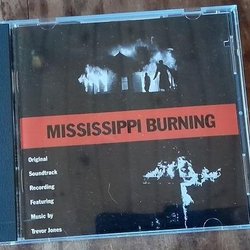 MISSISSIPPI BURNING
Original
Soundtrack
Recording
Featuring
Music by
Trevor Jones